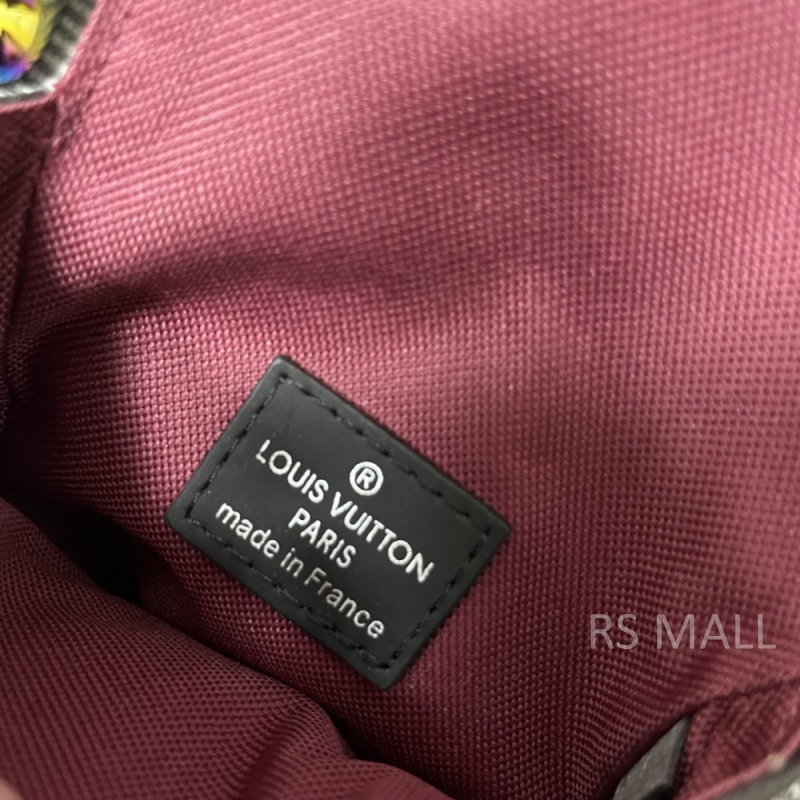 ®
LOUIS VUITTON
PARIS
made in France
RS MALL